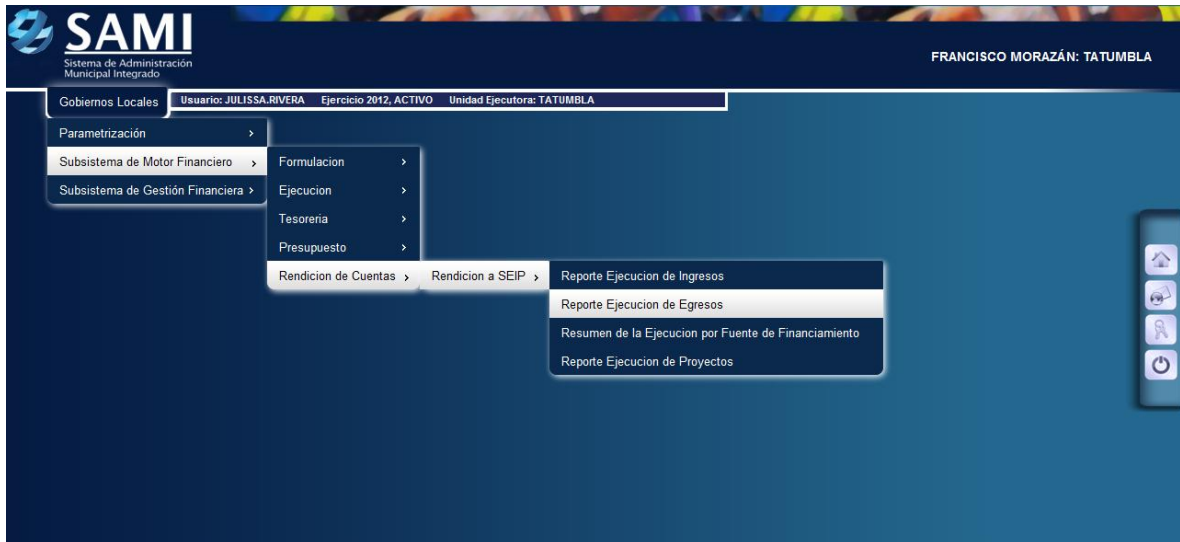 SAMI
Sistema de Administración
Municipal Integrado
FRANCISCO MORAZÁN: TATUMBLA
Gobiernos Locales
Usuario: JULISSA.RIVERA Ejercicio 2012, ACTIVO Unidad Ejecutora: TATUMBLA
Parametrización
Subsistema de Motor Financiero
Subsistema de Gestión Financiera
Formulacion
Ejecucion
Tesoreria
Presupuesto
Rendicion de Cuentas
Rendicion a SEIP
Reporte Ejecucion de Ingresos
Reporte Ejecucion de Egresos
Resumen de la Ejecucion por Fuente de Financiamiento
Reporte Ejecucion de Proyectos